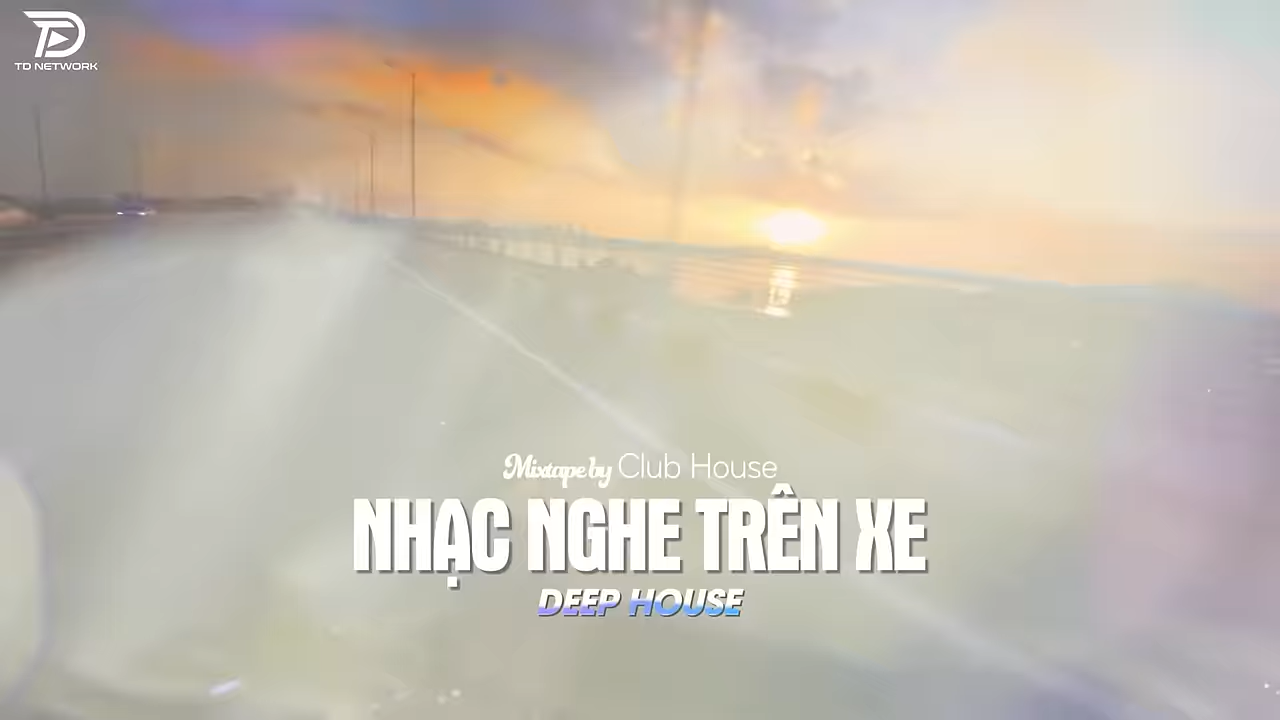 TD NETWORK
Mixtape by Club House
NHẠC NGHE TRÊN XE
DEEP HOUSE